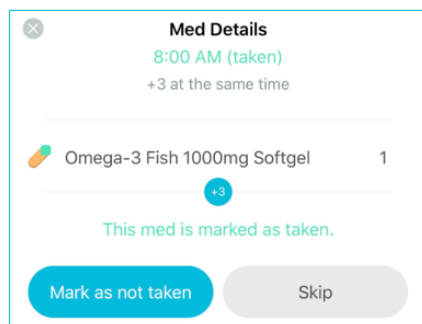 Med Details
8:00 AM (taken)
+3 at the same time
Omega-3 Fish 1000mg Softgel 1
+3
This med is marked as taken.
Mark as not taken Skip